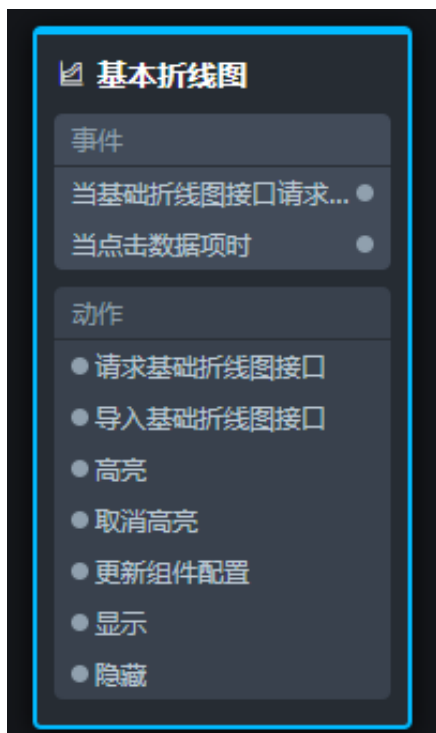 基本折线图
事件
当基础折线图接口请求...
当点击数据项时
动作
请求基础折线图接口
导入基础折线图接口
高亮
取消高亮
更新组件配置
显示
隐藏